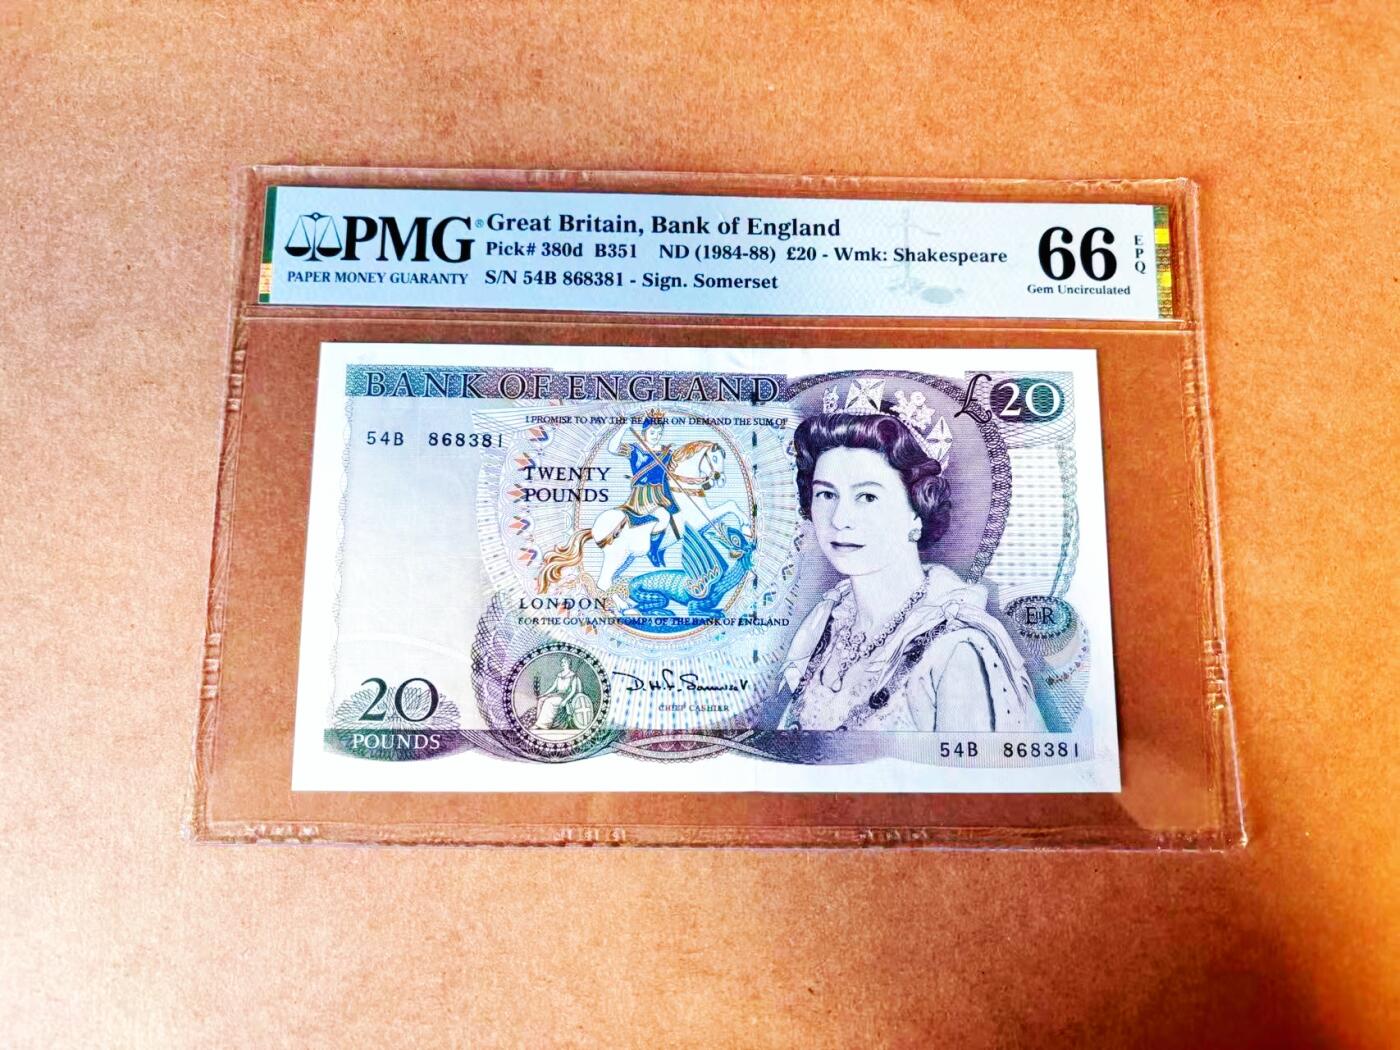 PMG®
PAPER MONEY GUARANTY
Great Britain, Bank of England
Pick# 380d B351 ND (1984-88) £20 - Wmk: Shakespeare
S/N 54B 868381 - Sign. Somerset
66
EPQ
Gem Uncirculated
BANK OF ENGLAND
£20
I PROMISE TO PAY THE BEARER ON DEMAND THE SUM OF
54B 868381
TWENTY
POUNDS
LONDON
FOR THE GOVR AND COMPA OF THE BANK OF ENGLAND
EIIR
D.H.F. Somerset
CHIEF CASHIER
20
POUNDS
54B 868381